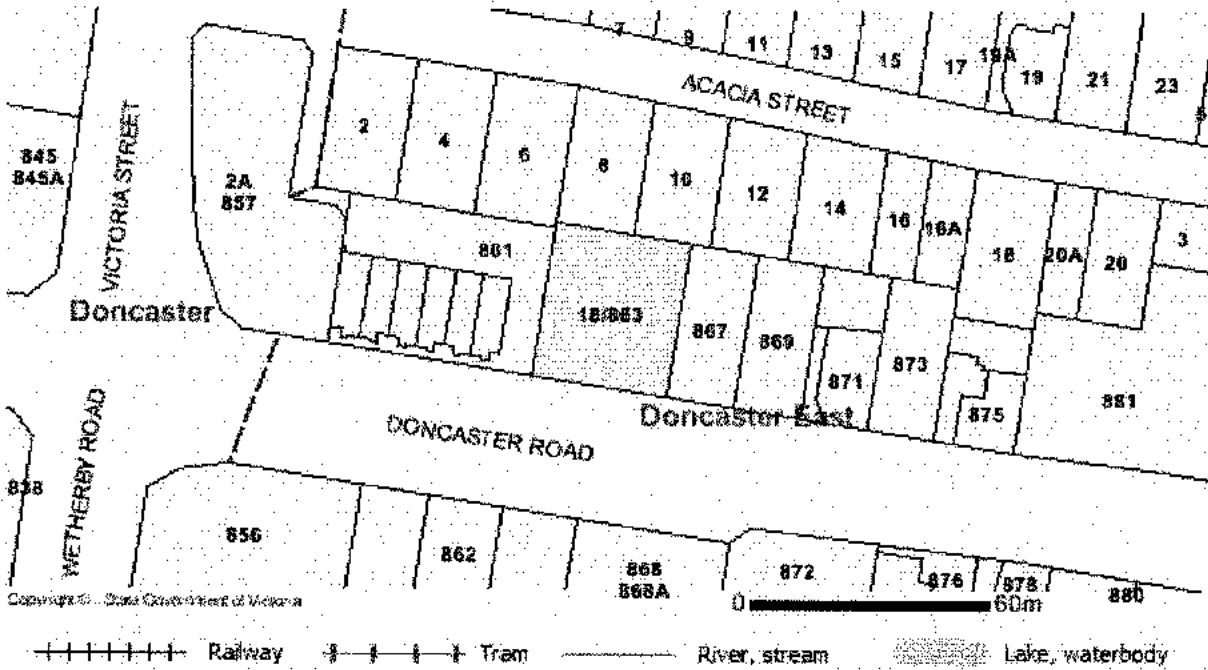 7
9
11
13
15
17
19A
19
21
23
ACACIA STREET
2
4
6
8
10
12
14
16
16A
18
20A
20
3
845
845A
VICTORIA STREET
2A
857
861
18/863
867
869
871
873
875
881
Doncaster
Doncaster East
DONCASTER ROAD
WETHERBY ROAD
838
856
862
868
868A
872
876
878
880
Copyright © - State Government of Victoria
0 60m
Railway Tram River, stream Lake, waterbody